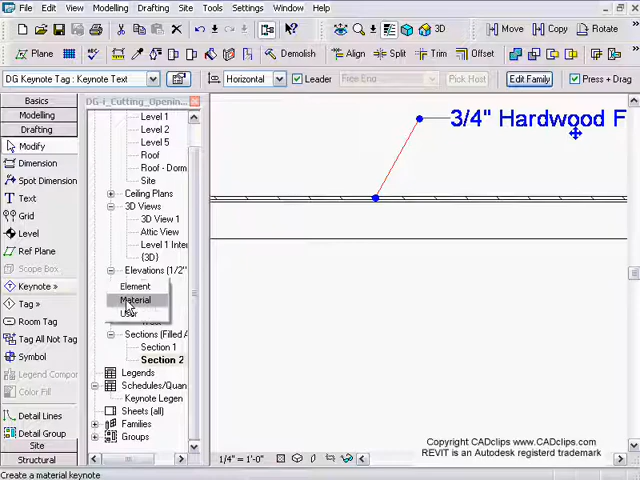 File Edit View Modelling Drafting Site Tools Settings Window Help
3D Move Copy Rotate
Plane Demolish Align Split Trim Offset
DG Keynote Tag : Keynote Text Horizontal Leader Free End Pick Host Edit Family Press + Drag
Basics
Modelling
Drafting
Modify
Dimension
Spot Dimension
Text
Grid
Level
Ref Plane
Scope Box
Keynote »
Tag »
Room Tag
Tag All Not Tag
Symbol
Legend Compor
Color Fill
Detail Lines
Detail Group
Site
Structural
DG-f_Cutting_Openin...
Level 1
Level 2
Level 5
Roof
Roof - Dorm
Site
Ceiling Plans
3D Views
3D View 1
Attic View
Level 1 Inter
{3D}
Elevations (1/2"
Element
Material
User
Sections (Filled A
Section 1
Section 2
Legends
Schedules/Quan
Keynote Legen
Sheets (all)
Families
Groups
3/4" Hardwood F
1/4" = 1'-0"
Copyright CADclips www.CADclips.com
REVIT is an Autodesk registerd trademark
Create a material keynote